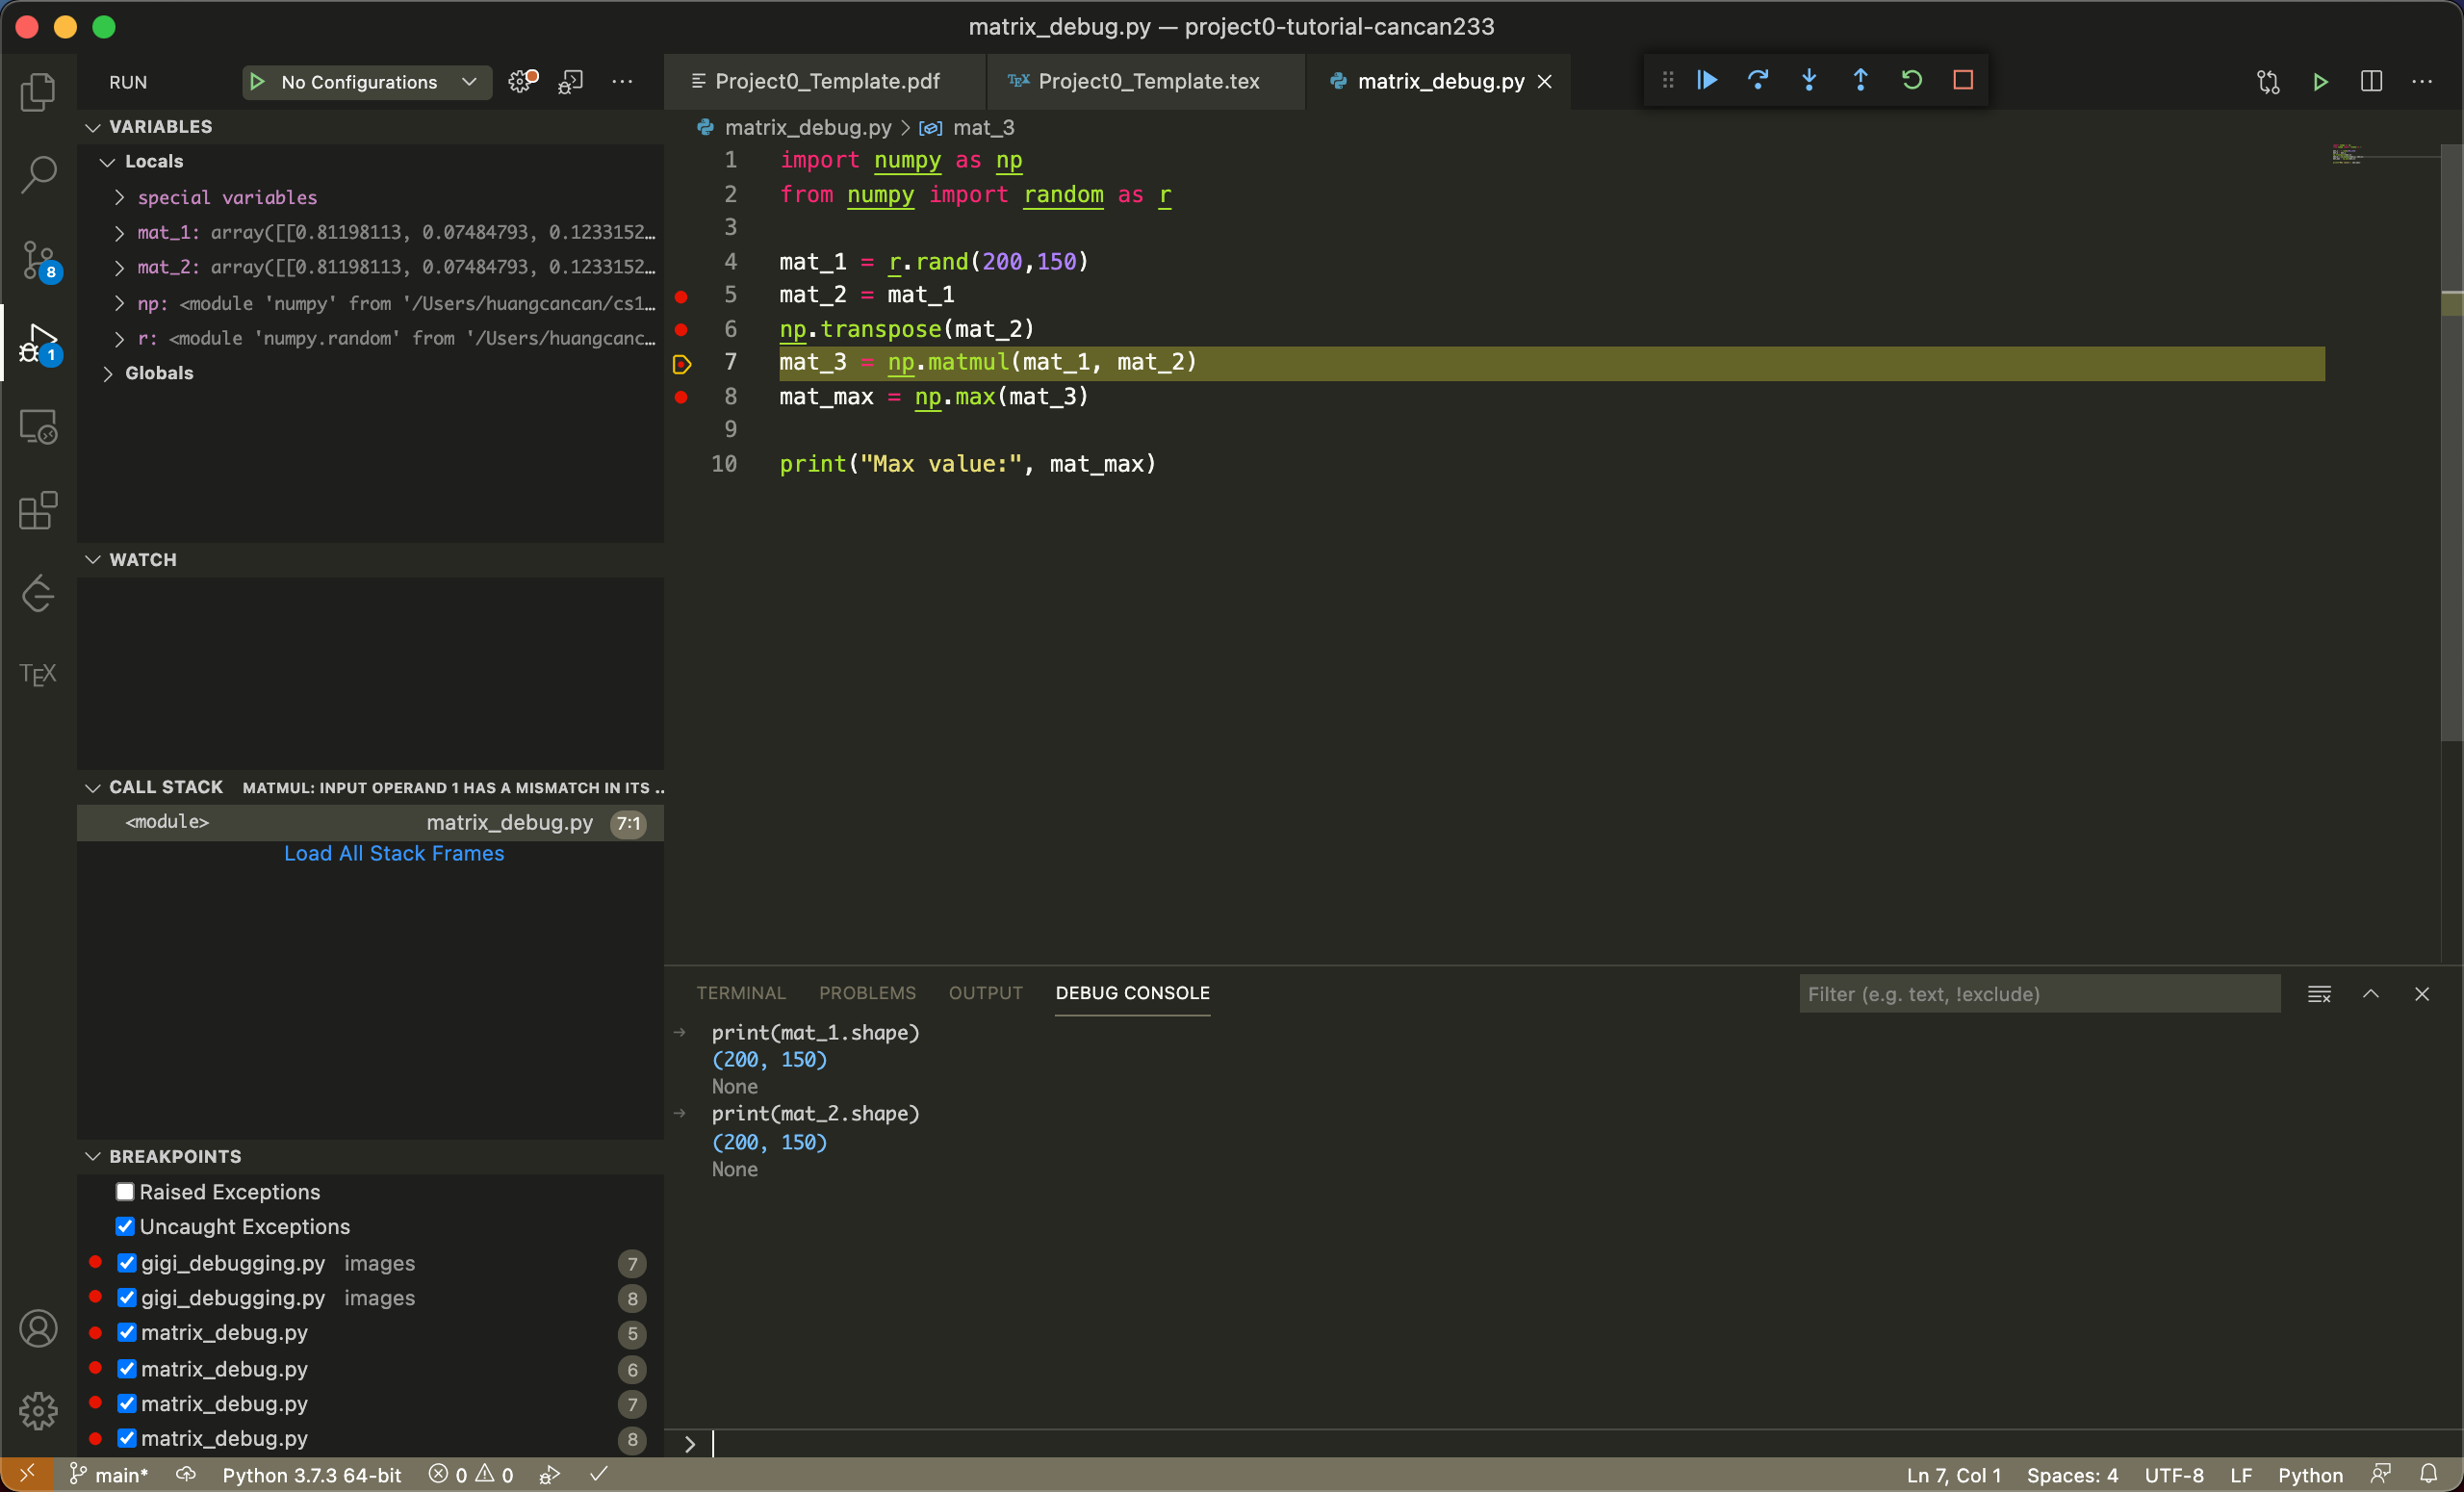 matrix_debug.py — project0-tutorial-cancan233
RUN
No Configurations
Project0_Template.pdf
TEX Project0_Template.tex
matrix_debug.py
VARIABLES
Locals
special variables
mat_1: array([[0.81198113, 0.07484793, 0.1233152…
mat_2: array([[0.81198113, 0.07484793, 0.1233152…
np: <module 'numpy' from '/Users/huangcancan/cs1…
r: <module 'numpy.random' from '/Users/huangcanc…
Globals
8
1
TEX
WATCH
CALL STACK MATMUL: INPUT OPERAND 1 HAS A MISMATCH IN ITS ..
<module> matrix_debug.py 7:1
Load All Stack Frames
BREAKPOINTS
Raised Exceptions
Uncaught Exceptions
gigi_debugging.py images 7
gigi_debugging.py images 8
matrix_debug.py 5
matrix_debug.py 6
matrix_debug.py 7
matrix_debug.py 8
matrix_debug.py > mat_3
1 import numpy as np
2 from numpy import random as r
3
4 mat_1 = r.rand(200,150)
5 mat_2 = mat_1
6 np.transpose(mat_2)
7 mat_3 = np.matmul(mat_1, mat_2)
8 mat_max = np.max(mat_3)
9
10 print("Max value:", mat_max)
TERMINAL PROBLEMS OUTPUT DEBUG CONSOLE
Filter (e.g. text, !exclude)
print(mat_1.shape)
(200, 150)
None
print(mat_2.shape)
(200, 150)
None
main* Python 3.7.3 64-bit 0 0
Ln 7, Col 1 Spaces: 4 UTF-8 LF Python